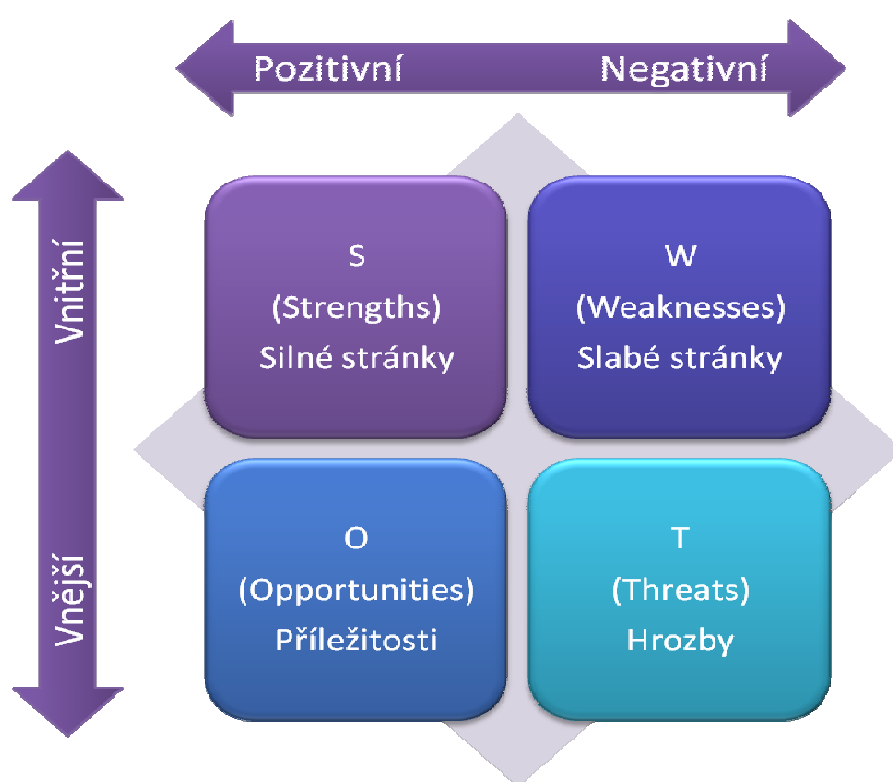 Pozitivní Negativní
Vnitřní
Vnější
S
(Strengths)
Silné stránky
W
(Weaknesses)
Slabé stránky
O
(Opportunities)
Příležitosti
T
(Threats)
Hrozby